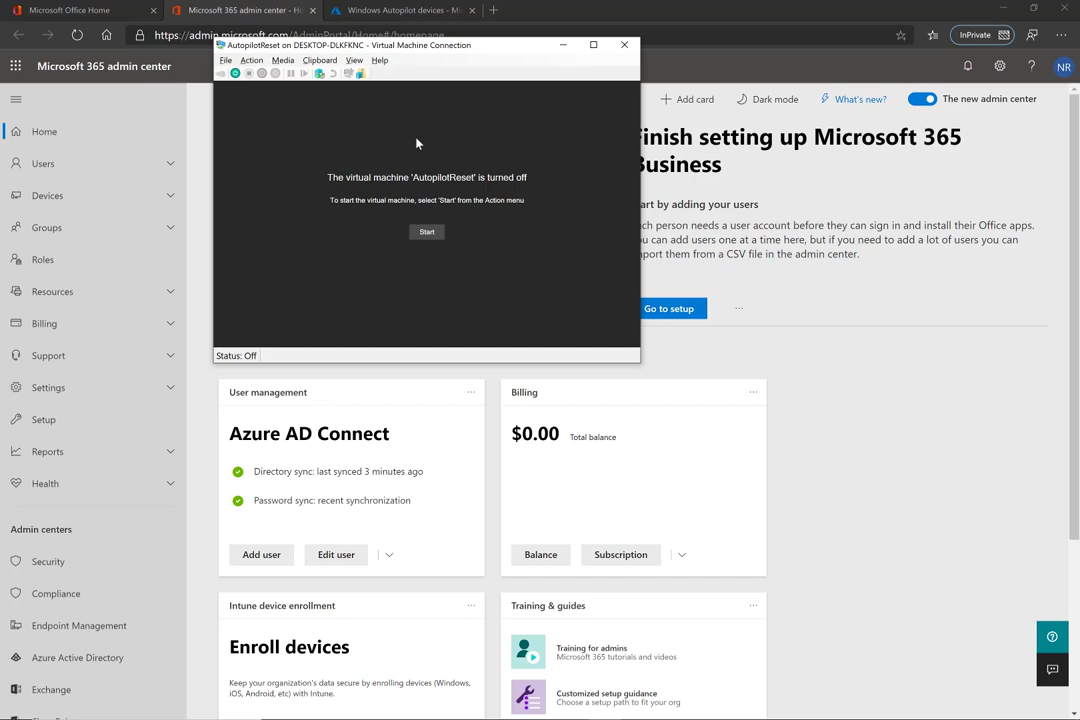 Microsoft Office Home
Microsoft 365 admin center - Ho
Windows Autopilot devices - Mi
https://admin.microsoft.com/AdminPortal/Home#/homepage
InPrivate
AutopilotReset on DESKTOP-DLKFKNC - Virtual Machine Connection
File Action Media Clipboard View Help
Microsoft 365 admin center
NR
Add card
Dark mode
What's new?
The new admin center
Home
Users
Devices
Groups
Roles
Resources
Billing
Support
Settings
Setup
Reports
Health
Admin centers
Security
Compliance
Endpoint Management
Azure Active Directory
Exchange
The virtual machine 'AutopilotReset' is turned off
To start the virtual machine, select 'Start' from the Action menu
Start
Status: Off
Finish setting up Microsoft 365
Business
art by adding your users
ch person needs a user account before they can sign in and install their Office apps.
u can add users one at a time here, but if you need to add a lot of users you can
port them from a CSV file in the admin center.
Go to setup
User management
Azure AD Connect
Directory sync: last synced 3 minutes ago
Password sync: recent synchronization
Add user
Edit user
Billing
$0.00 Total balance
Balance
Subscription
Intune device enrollment
Enroll devices
Keep your organization's data secure by enrolling devices (Windows,
iOS, Android, etc) with Intune.
Training & guides
Training for admins
Microsoft 365 tutorials and videos
Customized setup guidance
Choose a setup path to fit your org